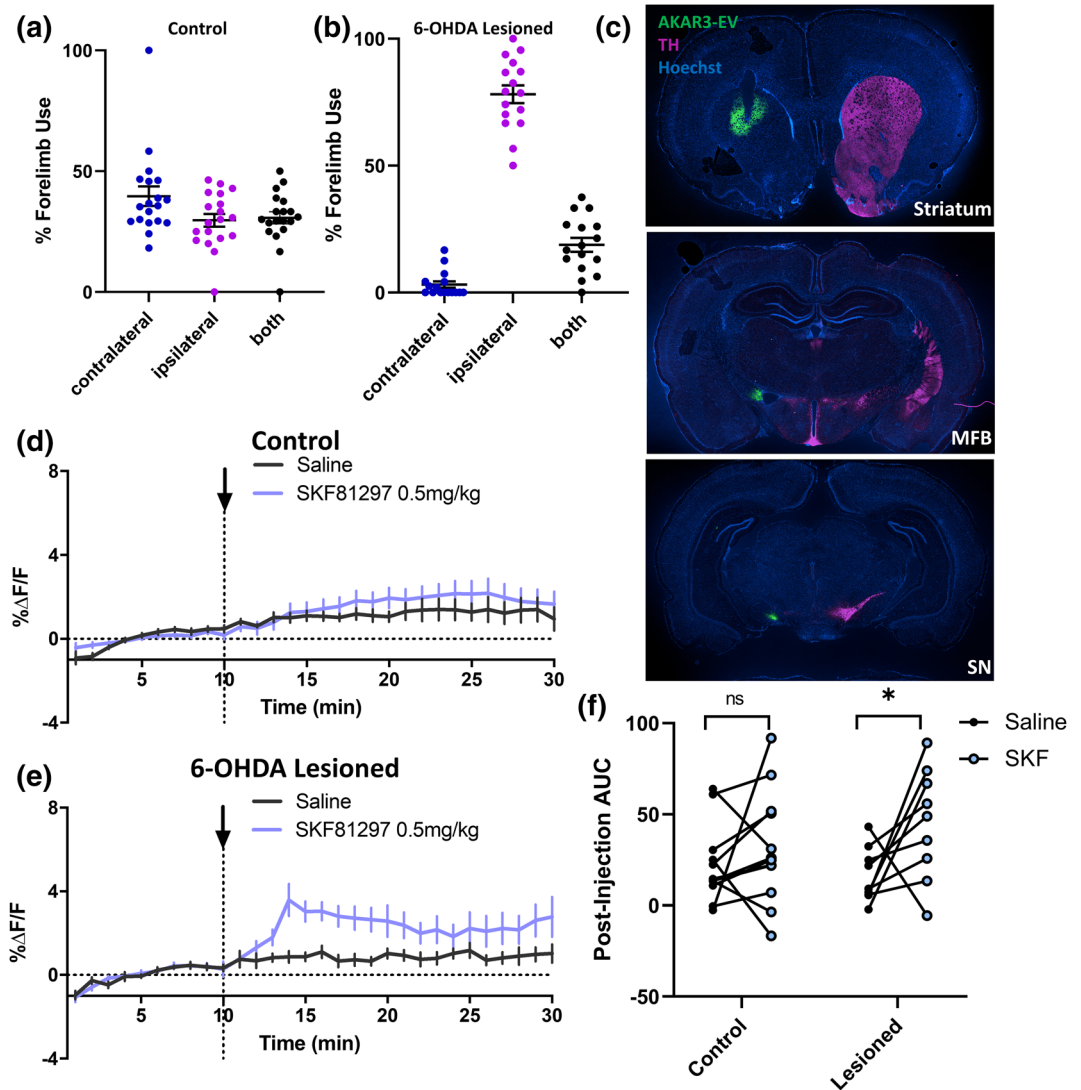 (a)
Control
% Forelimb Use
100
50
0
contralateral
ipsilateral
both
(b)
6-OHDA Lesioned
% Forelimb Use
100
50
0
contralateral
ipsilateral
both
(c)
AKAR3-EV
TH
Hoechst
Striatum
MFB
SN
(d)
Control
Saline
SKF81297 0.5mg/kg
%ΔF/F
8
4
0
-4
5
10
15
20
25
30
Time (min)
(e)
6-OHDA Lesioned
Saline
SKF81297 0.5mg/kg
%ΔF/F
8
4
0
-4
5
10
15
20
25
30
Time (min)
(f)
ns
*
Saline
SKF
Post-Injection AUC
100
50
0
-50
Control
Lesioned